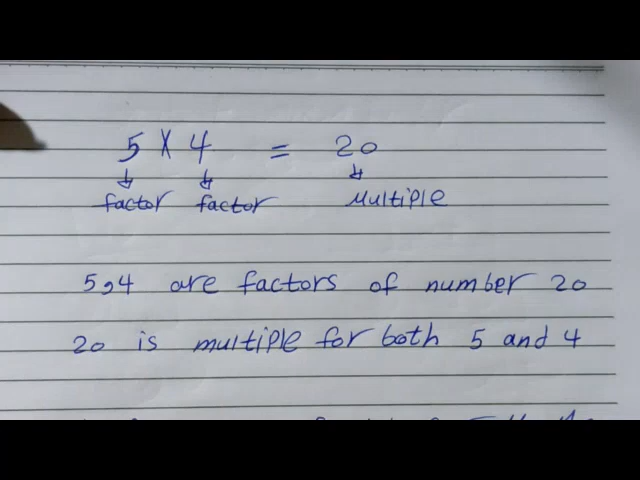 5 X 4 = 20
factor factor Multiple
5,4 are factors of number 20
20 is multiple for both 5 and 4